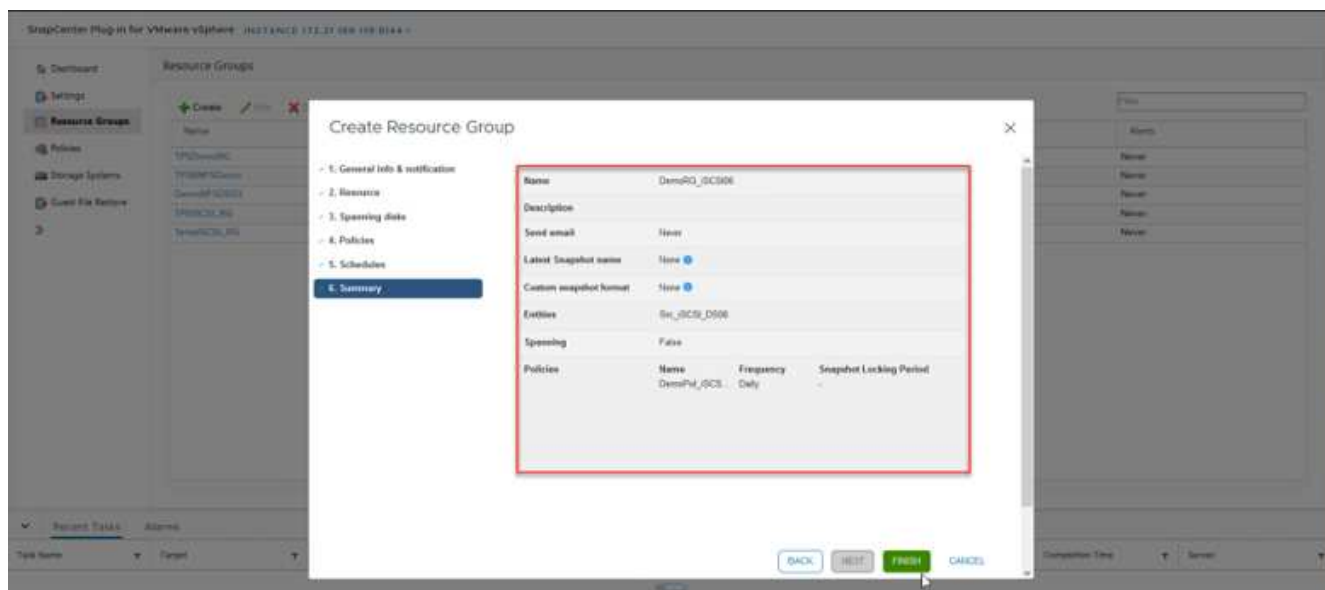 SnapCenter Plug-in for VMware vSphere
Dashboard
Settings
Resource Groups
Policies
Storage Systems
Guest File Restore
Resource Groups
Create
Name
Alerts
Never
Never
Never
Never
Never
Create Resource Group
1. General info & notification
2. Resource
3. Spanning disks
4. Policies
5. Schedules
6. Summary
Name DemoRG_iSCSI06
Description
Send email Never
Latest Snapshot name None
Custom snapshot format None
Entities Src_iSCSI_DS06
Spanning False
Policies Name Frequency Snapshot Locking Period
DemoPol_iSCS... Daily -
BACK NEXT FINISH CANCEL
Recent Tasks Alarms
Task Name Target Completion Time Server